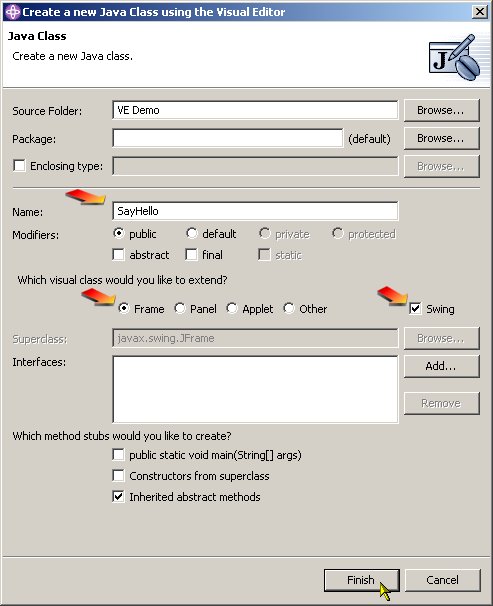 Create a new Java Class using the Visual Editor
Java Class
Create a new Java class.
J
Source Folder: VE Demo Browse...
Package: (default) Browse...
Enclosing type: Browse...
Name: SayHello
Modifiers: public default private protected
abstract final static
Which visual class would you like to extend?
Frame Panel Applet Other Swing
Superclass: javax.swing.JFrame Browse...
Interfaces: Add...
Remove
Which method stubs would you like to create?
public static void main(String[] args)
Constructors from superclass
Inherited abstract methods
Finish Cancel